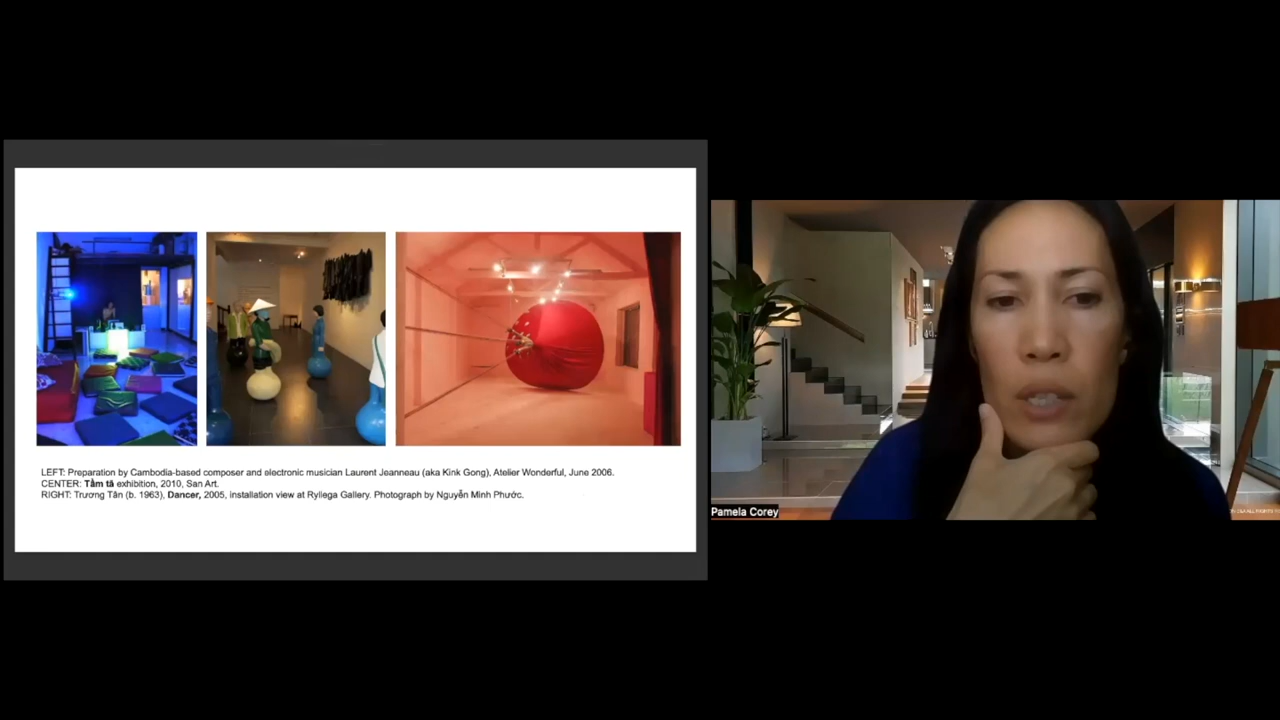 LEFT: Preparation by Cambodia-based composer and electronic musician Laurent Jeanneau (aka Kink Gong), Atelier Wonderful, June 2006.
CENTER: Tầm tã exhibition, 2010, San Art.
RIGHT: Trương Tân (b. 1963), Dancer, 2005, installation view at Ryllega Gallery. Photograph by Nguyễn Minh Phước.
Pamela Corey